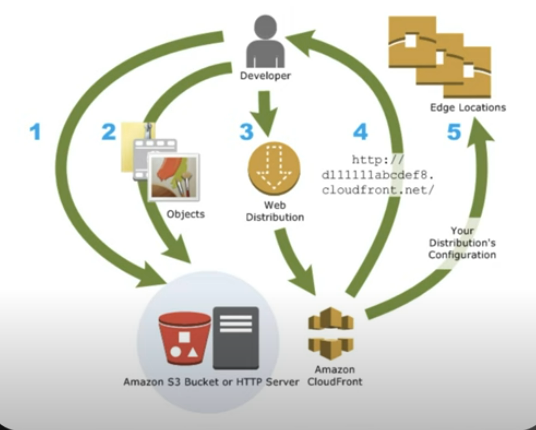 Developer
Edge Locations
1
2
3
4
5
http://
d111111abcdef8.
cloudfront.net/
Objects
Web
Distribution
Your
Distribution's
Configuration
Amazon S3 Bucket or HTTP Server
Amazon
CloudFront